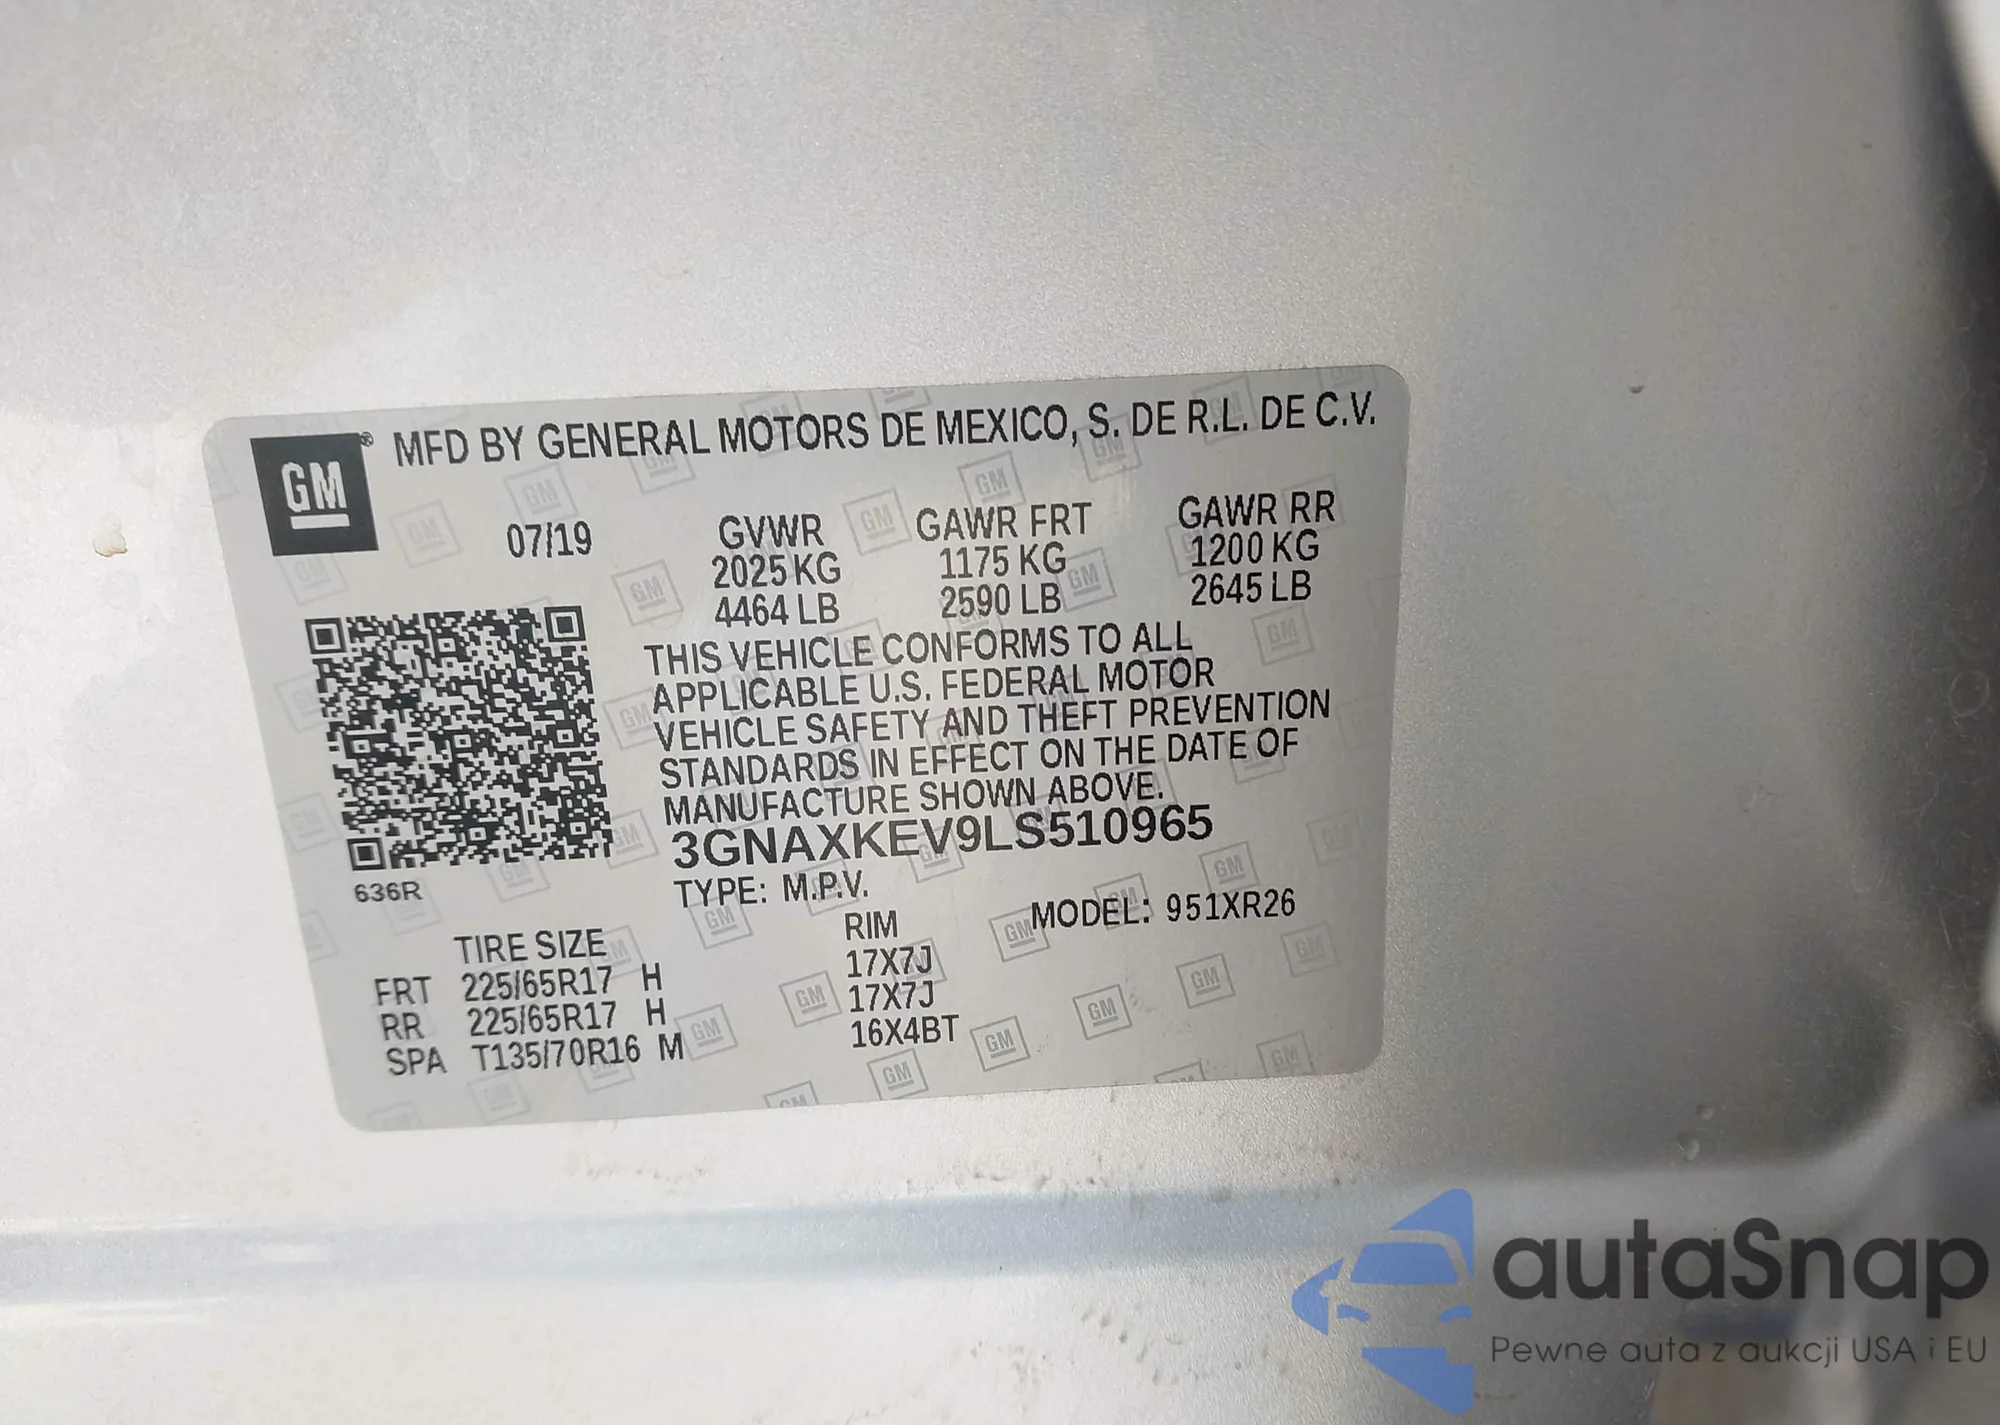 GM ® MFD BY GENERAL MOTORS DE MEXICO, S. DE R.L. DE C.V.
07/19 GVWR GAWR FRT GAWR RR
2025 KG 1175 KG 1200 KG
4464 LB 2590 LB 2645 LB
THIS VEHICLE CONFORMS TO ALL
APPLICABLE U.S. FEDERAL MOTOR
VEHICLE SAFETY AND THEFT PREVENTION
STANDARDS IN EFFECT ON THE DATE OF
MANUFACTURE SHOWN ABOVE.
3GNAXKEV9LS510965
636R
TYPE: M.P.V. MODEL: 951XR26
TIRE SIZE RIM
FRT 225/65R17 H 17X7J
RR 225/65R17 H 17X7J
SPA T135/70R16 M 16X4BT
autaSnap
Pewne auta z aukcji USA i EU